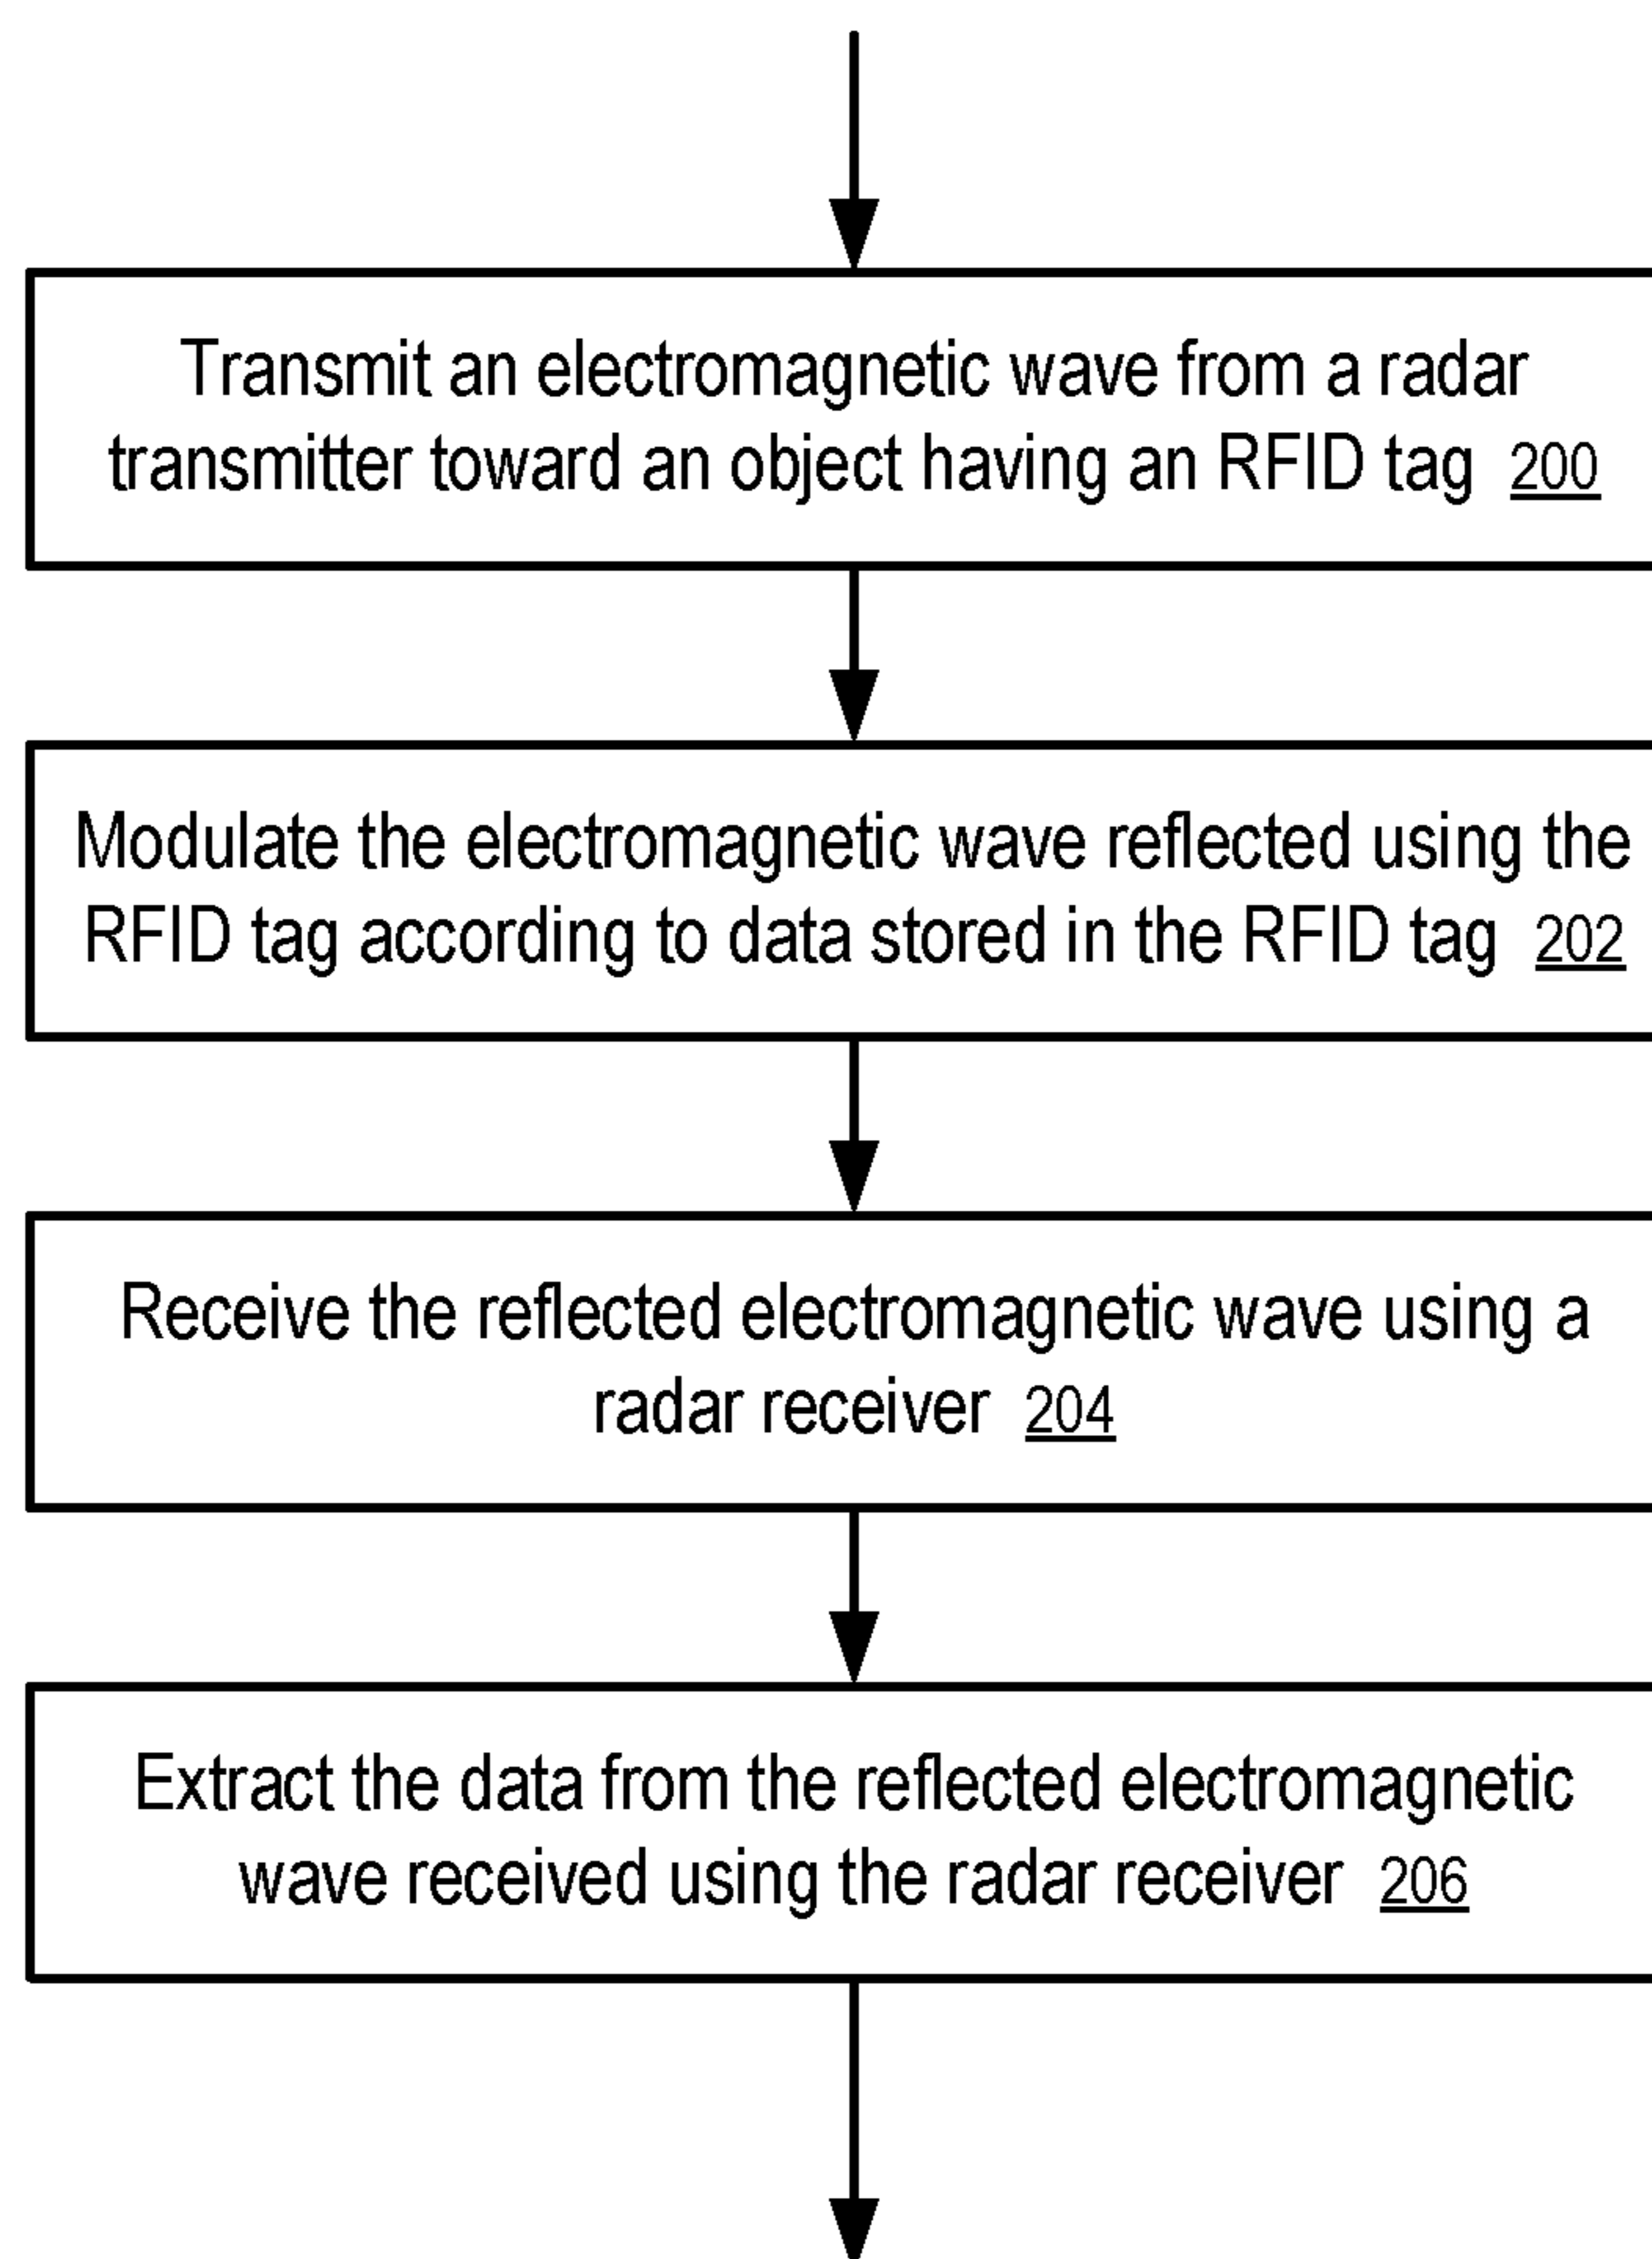 Transmit an electromagnetic wave from a radar
transmitter toward an object having an RFID tag 200
Modulate the electromagnetic wave reflected using the
RFID tag according to data stored in the RFID tag 202
Receive the reflected electromagnetic wave using a
radar receiver 204
Extract the data from the reflected electromagnetic
wave received using the radar receiver 206